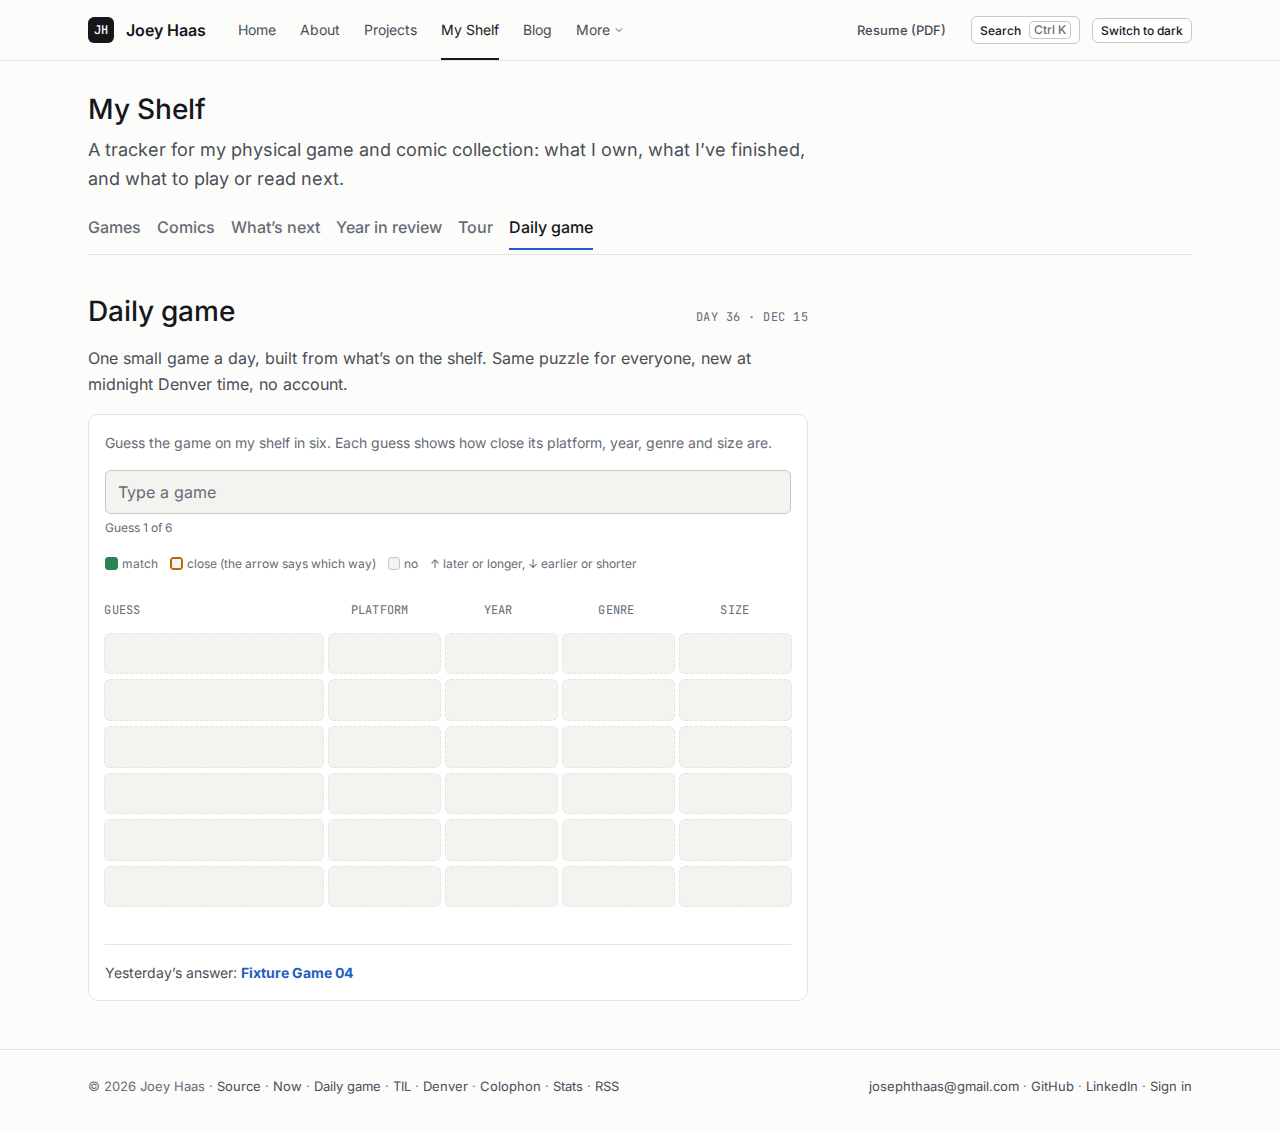 JH Joey Haas Home About Projects My Shelf Blog More Resume (PDF) Search Ctrl K Switch to dark
My Shelf
A tracker for my physical game and comic collection: what I own, what I’ve finished,
and what to play or read next.
Games Comics What’s next Year in review Tour Daily game
Daily game DAY 36 · DEC 15
One small game a day, built from what’s on the shelf. Same puzzle for everyone, new at
midnight Denver time, no account.
Guess the game on my shelf in six. Each guess shows how close its platform, year, genre and size are.
Type a game
Guess 1 of 6
match close (the arrow says which way) no ↑ later or longer, ↓ earlier or shorter
GUESS PLATFORM YEAR GENRE SIZE
Yesterday’s answer: Fixture Game 04
© 2026 Joey Haas · Source · Now · Daily game · TIL · Denver · Colophon · Stats · RSS josephthaas@gmail.com · GitHub · LinkedIn · Sign in